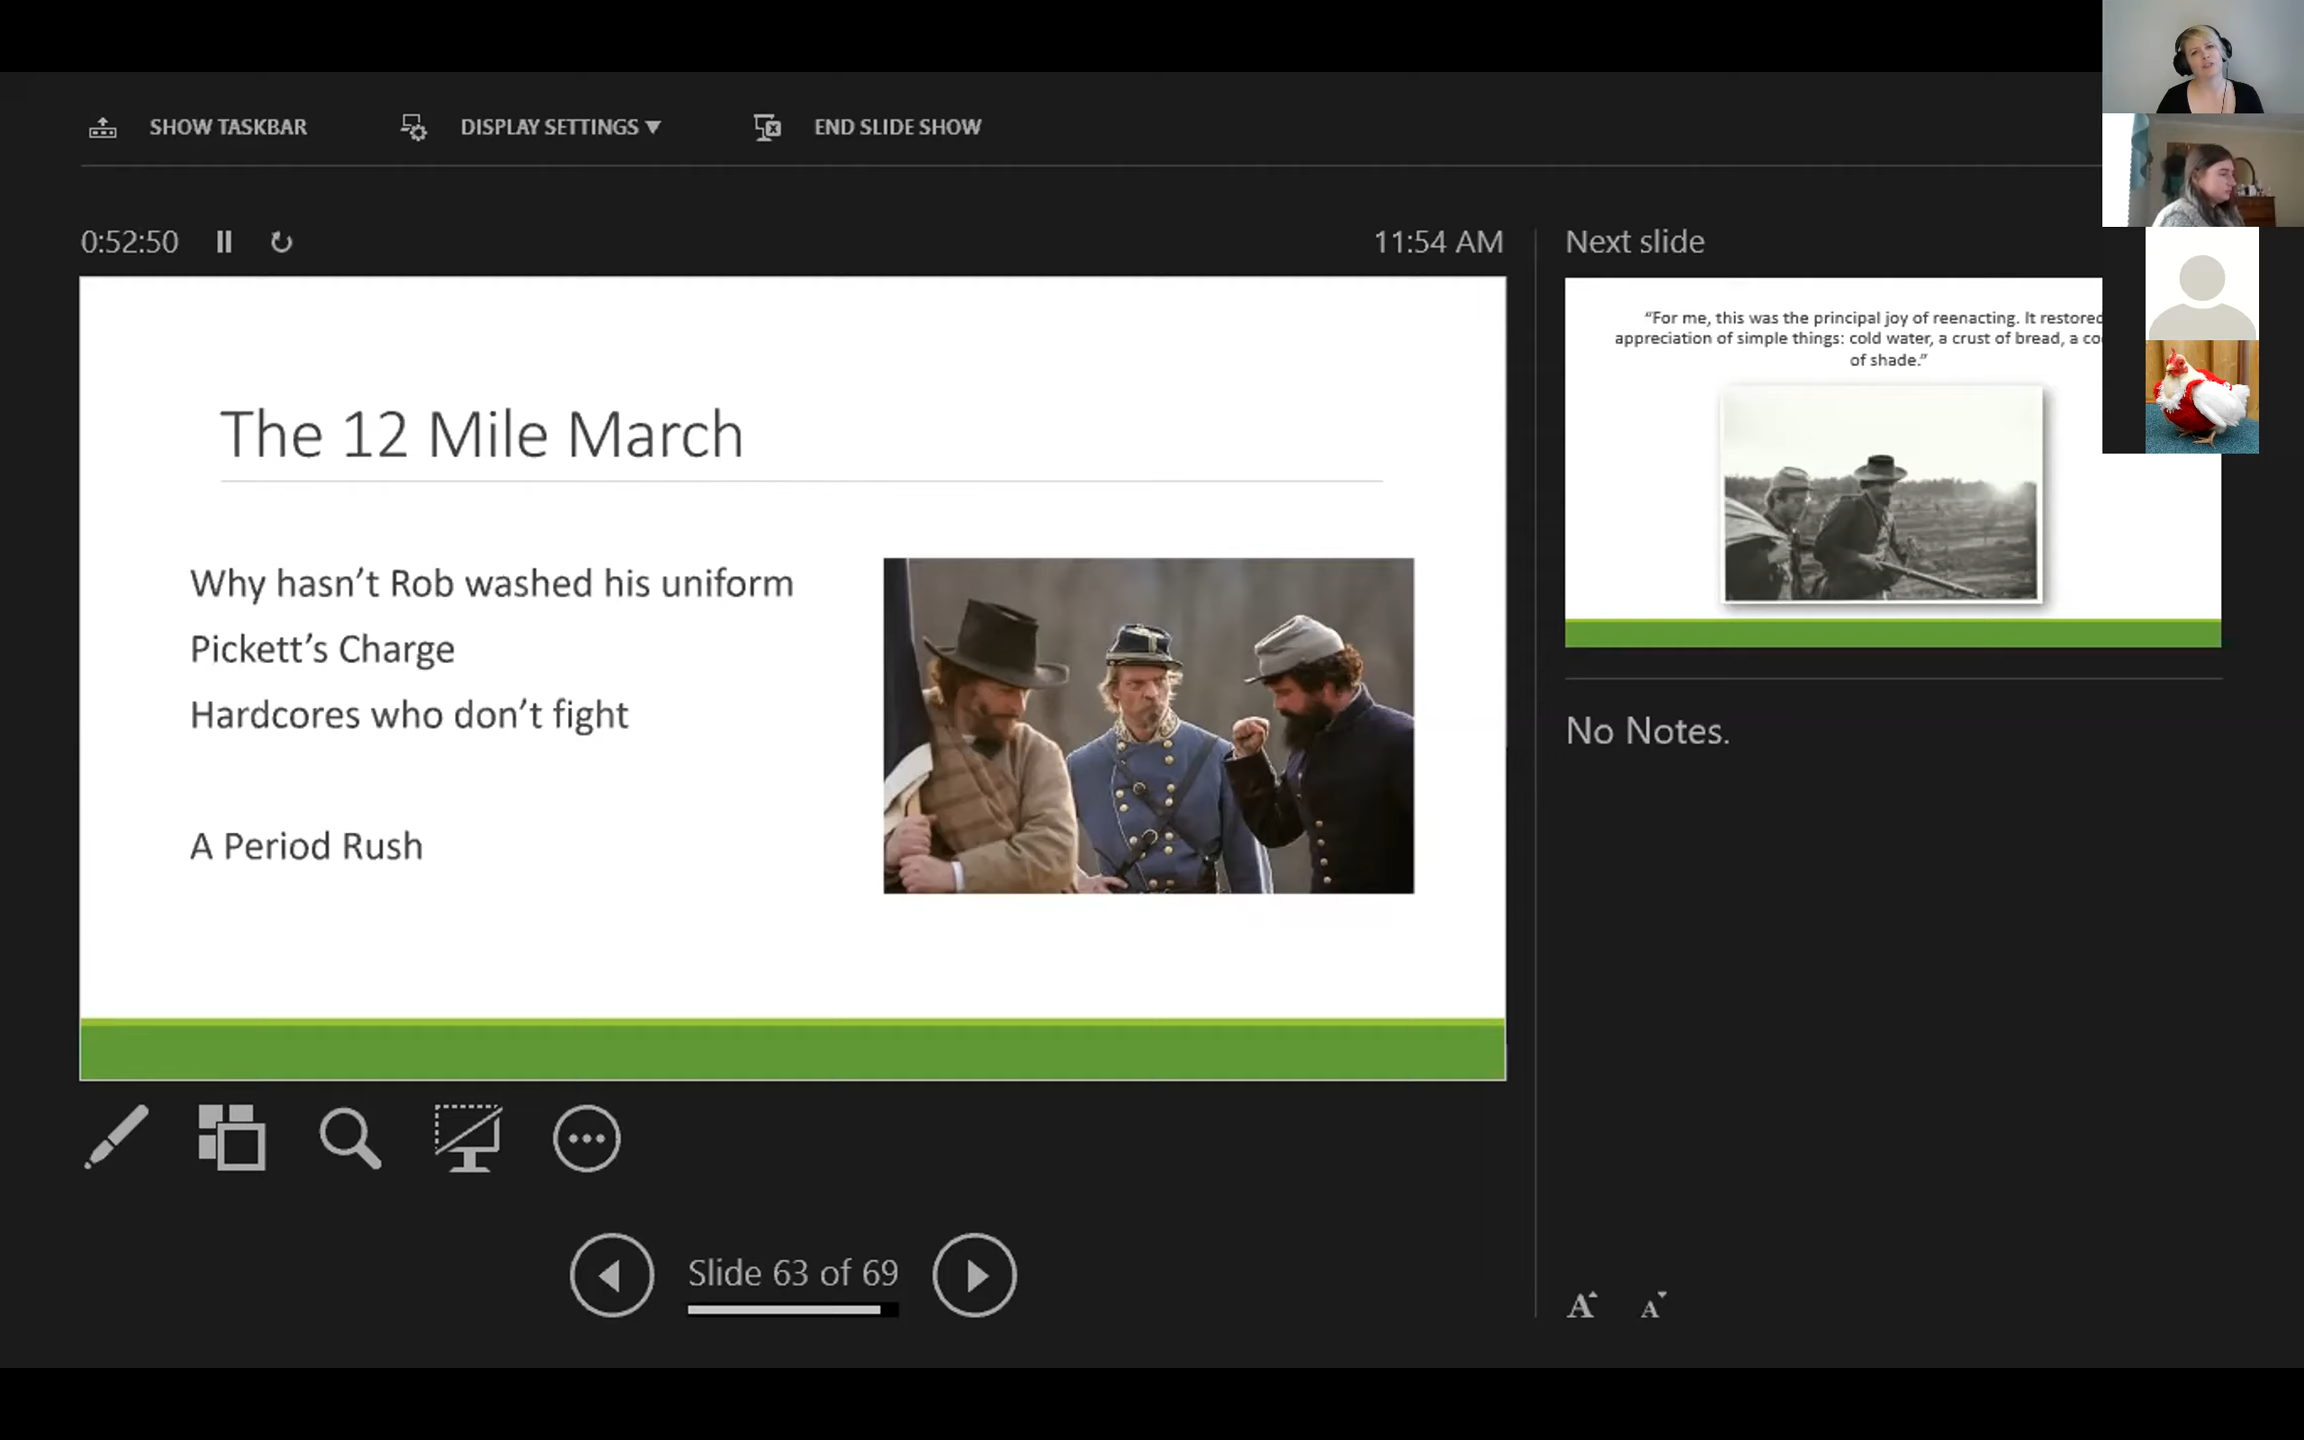 SHOW TASKBAR
DISPLAY SETTINGS ▼
END SLIDE SHOW
0:52:50
11:54 AM
The 12 Mile March
Why hasn’t Rob washed his uniform
Pickett’s Charge
Hardcores who don’t fight
A Period Rush
Slide 63 of 69
Next slide
“For me, this was the principal joy of reenacting. It restored
appreciation of simple things: cold water, a crust of bread, a
of shade.”
No Notes.
A
A